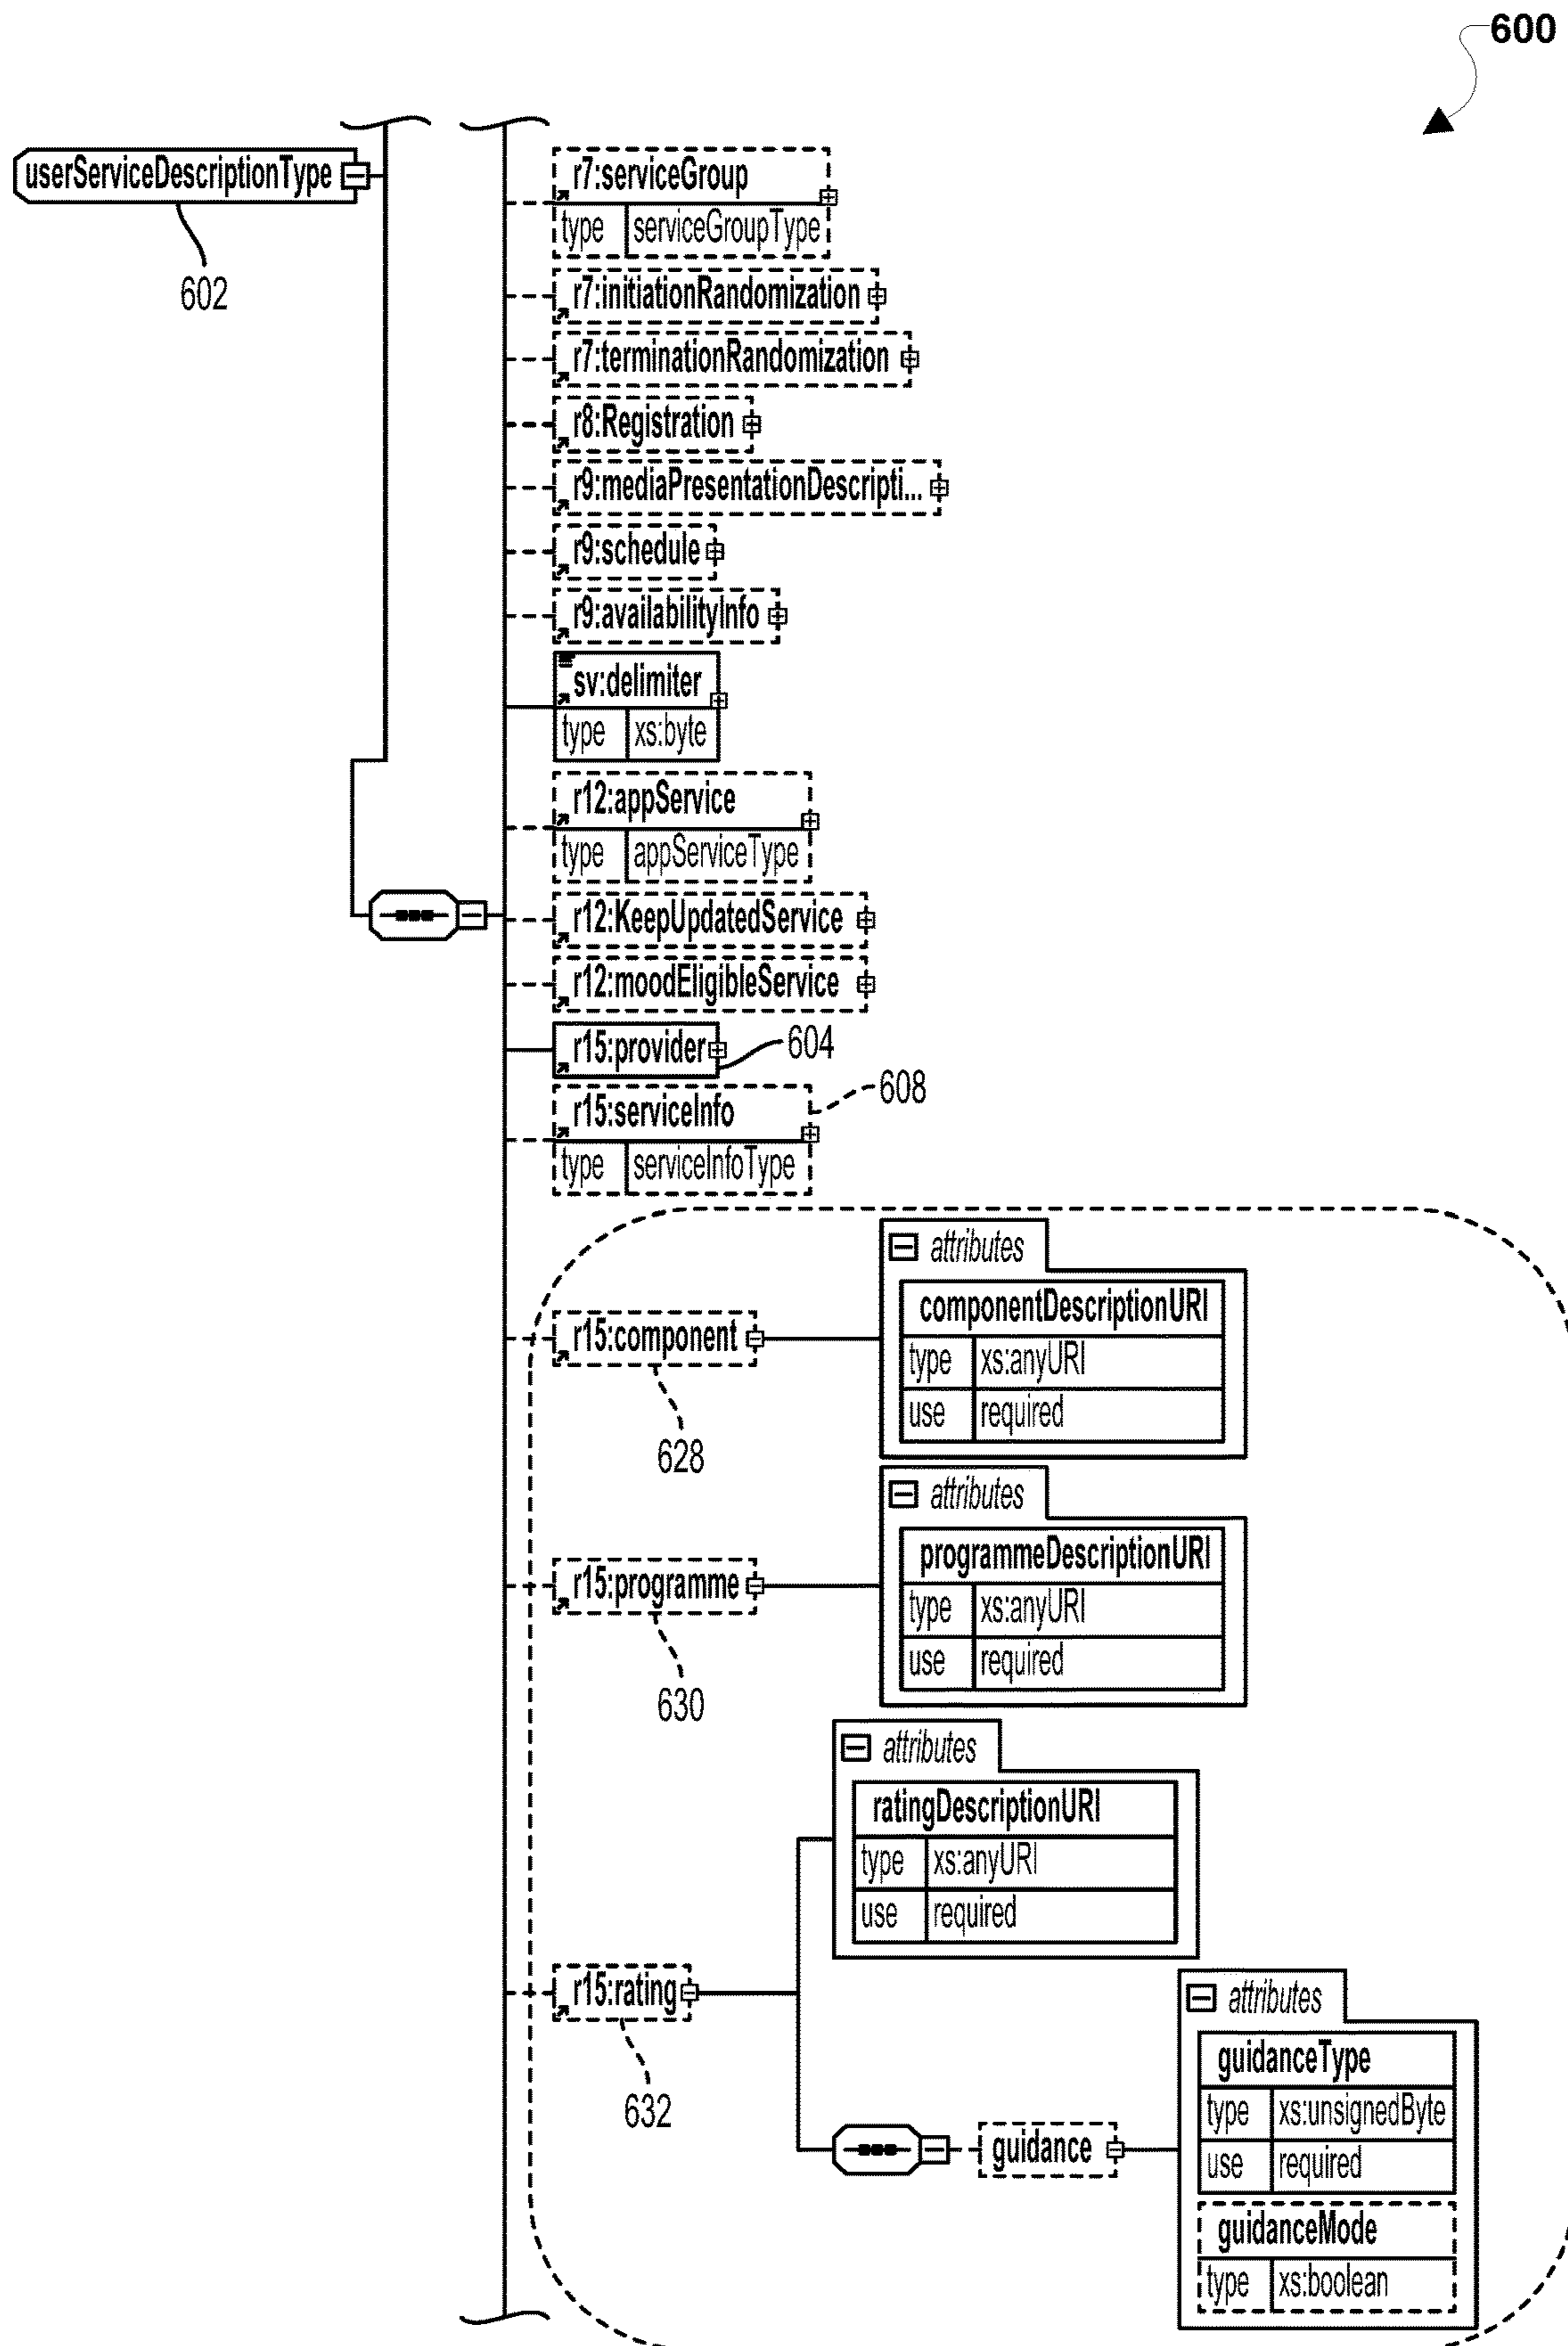 600
userServiceDescriptionType
602
r7:serviceGroup
type serviceGroupType
r7:initiationRandomization
r7:terminationRandomization
r8:Registration
r9:mediaPresentationDescripti...
r9:schedule
r9:availabilityInfo
sv:delimiter
type xs:byte
r12:appService
type appServiceType
r12:KeepUpdatedService
r12:moodEligibleService
r15:provider
604
r15:serviceInfo
608
type serviceInfoType
attributes
componentDescriptionURI
r15:component
type xs:anyURI
use required
628
attributes
programmeDescriptionURI
r15:programme
type xs:anyURI
use required
630
attributes
ratingDescriptionURI
type xs:anyURI
use required
r15:rating
632
attributes
guidanceType
type xs:unsignedByte
guidance
use required
guidanceMode
type xs:boolean